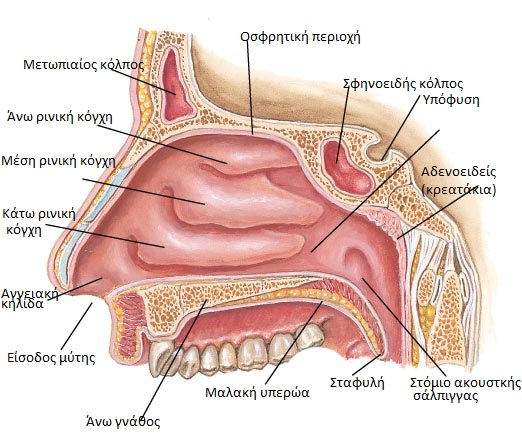 Οσφρητική περιοχή
Μετωπιαίος κόλπος
Σφηνοειδής κόλπος
Υπόφυση
Άνω ρινική κόγχη
Μέση ρινική κόγχη
Αδενοειδείς
(κρεατάκια)
Κάτω ρινική
κόγχη
Αγγειακή
κηλίδα
Είσοδος μύτης
Άνω γνάθος
Μαλακή υπερώα
Σταφυλή
Στόμιο ακουστκής
σάλπιγγας